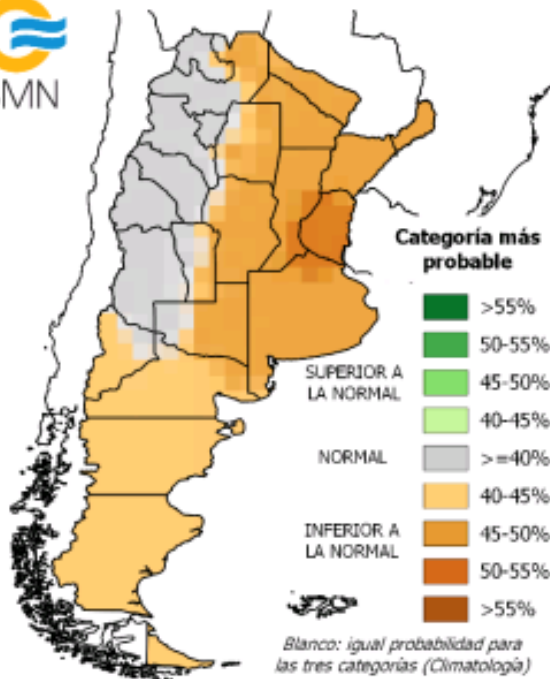 MN
Categoría más
probable
>55%
50-55%
45-50%
SUPERIOR A
LA NORMAL
40-45%
NORMAL
>=40%
40-45%
INFERIOR A
LA NORMAL
45-50%
50-55%
>55%
Blanco: igual probabilidad para
las tres categorías (Climatología)